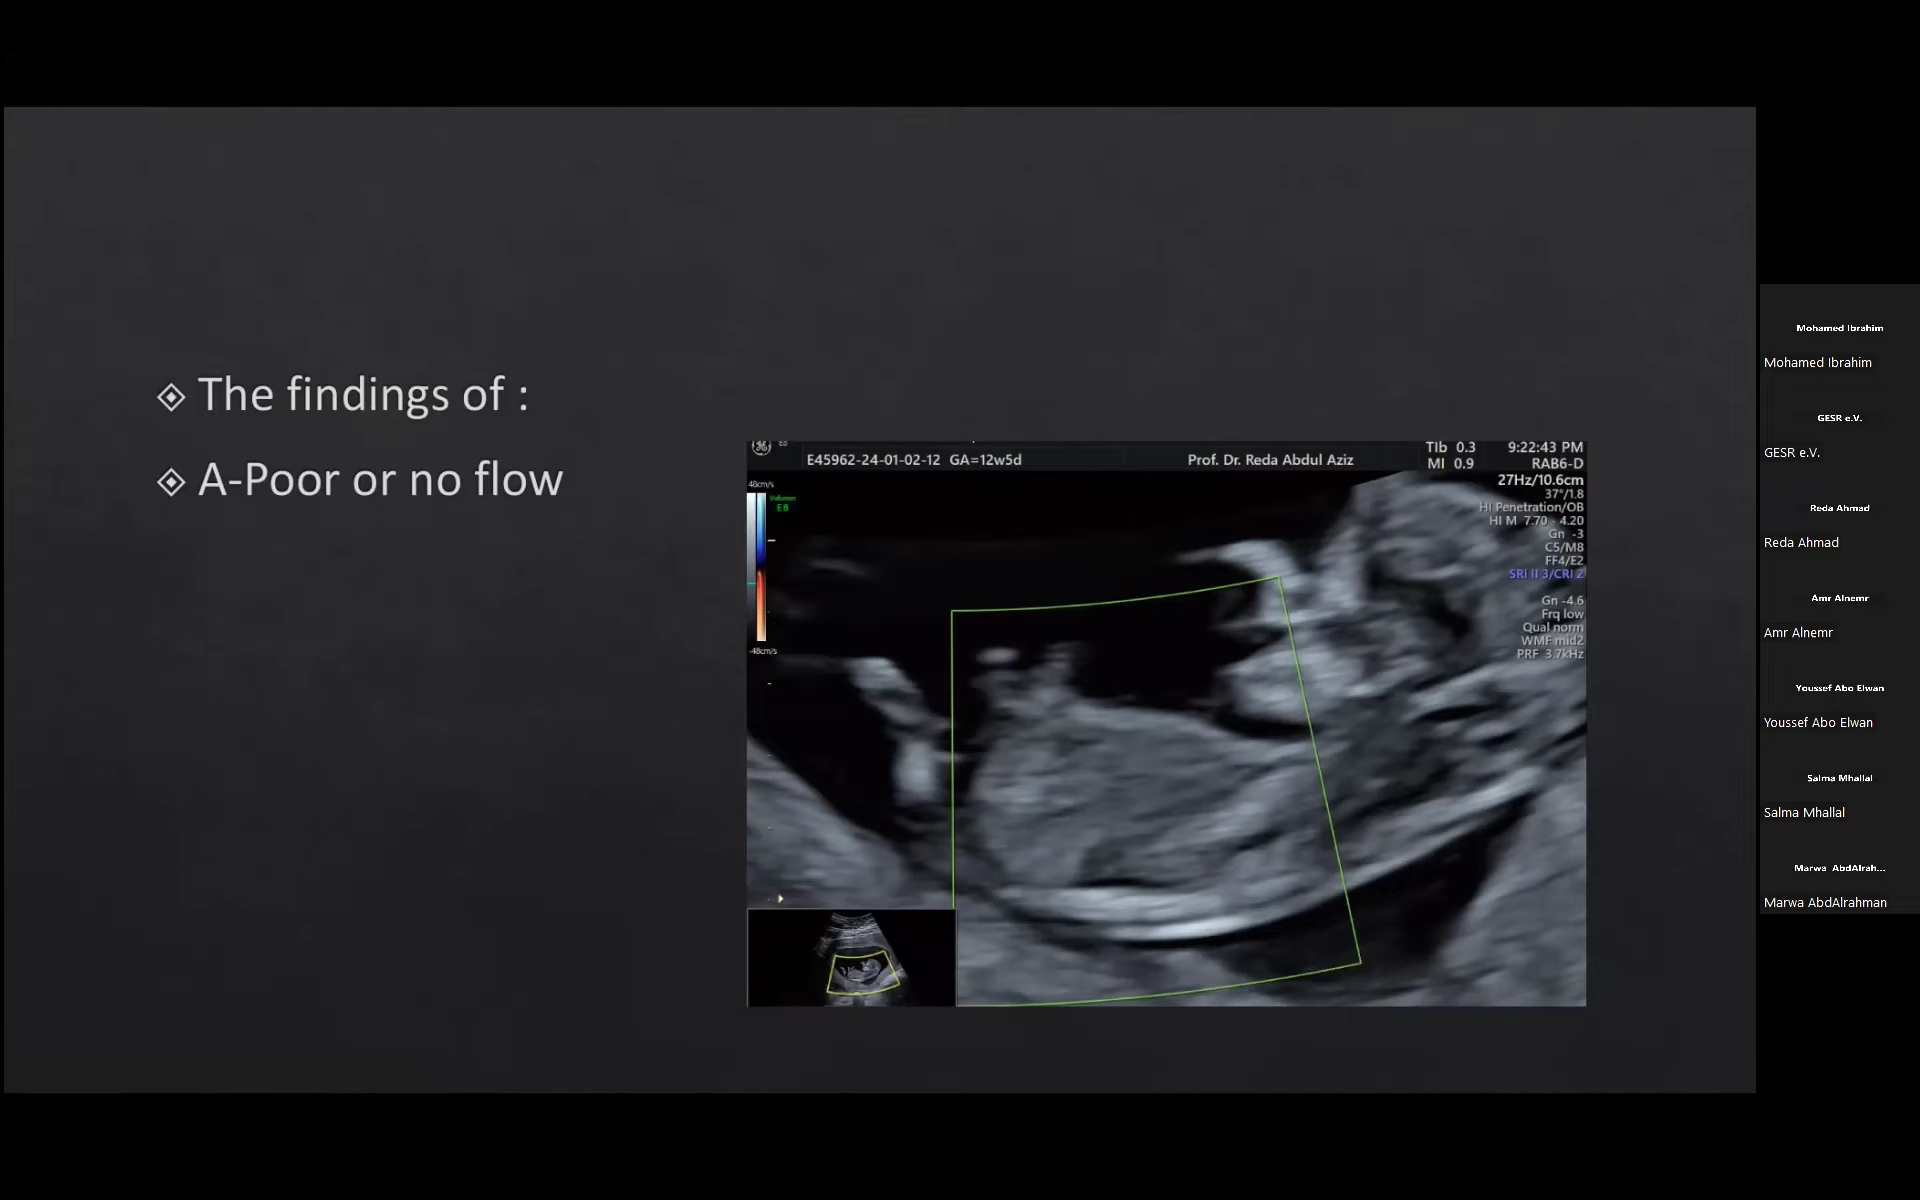 The findings of :
A-Poor or no flow
E8
E45962-24-01-02-12 GA=12w5d
Prof. Dr. Reda Abdul Aziz
TIb 0.3
MI 0.9
9:22:43 PM
RAB6-D
27Hz/10.6cm
37°/1.8
HI Penetration/OB
HI M 7.70 - 4.20
Gn -3
C5/M8
FF4/E2
SRI II 3/CRI 2
Gn -4.6
Frq low
Qual norm
WMF mid2
PRF 3.7kHz
48cm/s
Voluson
E8
-48cm/s
Mohamed Ibrahim
Mohamed Ibrahim
GESR e.V.
GESR e.V.
Reda Ahmad
Reda Ahmad
Amr Alnemr
Amr Alnemr
Youssef Abo Elwan
Youssef Abo Elwan
Salma Mhallal
Salma Mhallal
Marwa AbdAlrah...
Marwa AbdAlrahman